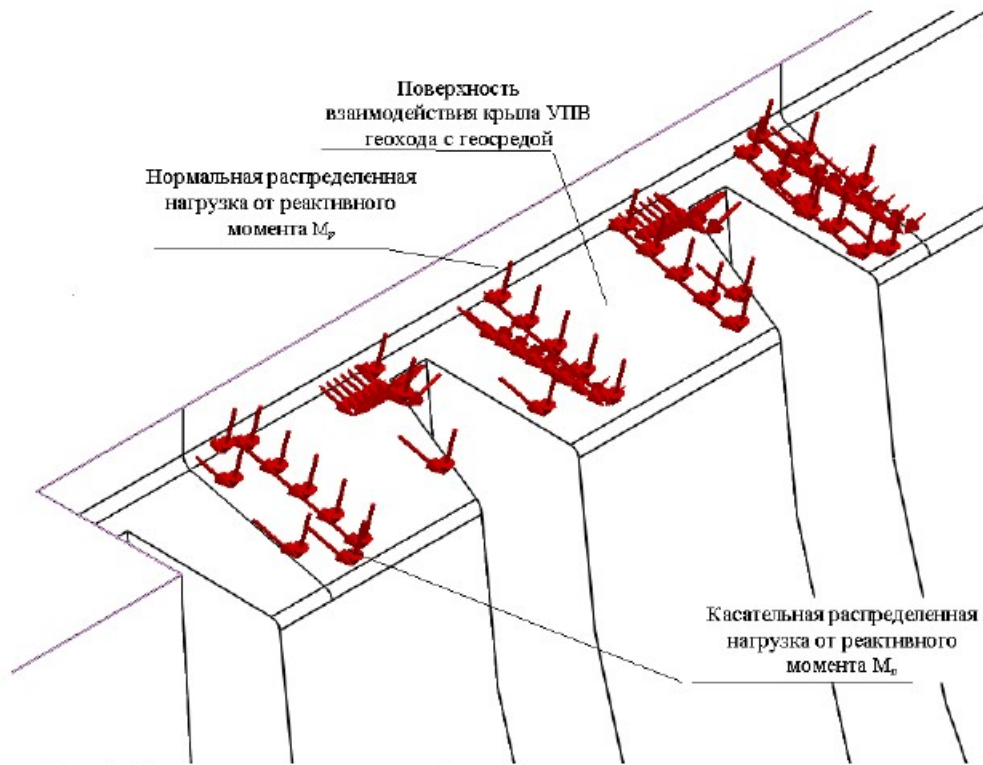 Поверхность
взаимодействия крыла УПВ
геохода с геосредой
Нормальная распределенная
нагрузка от реактивного
момента Mр
Касательная распределенная
нагрузка от реактивного
момента Mп